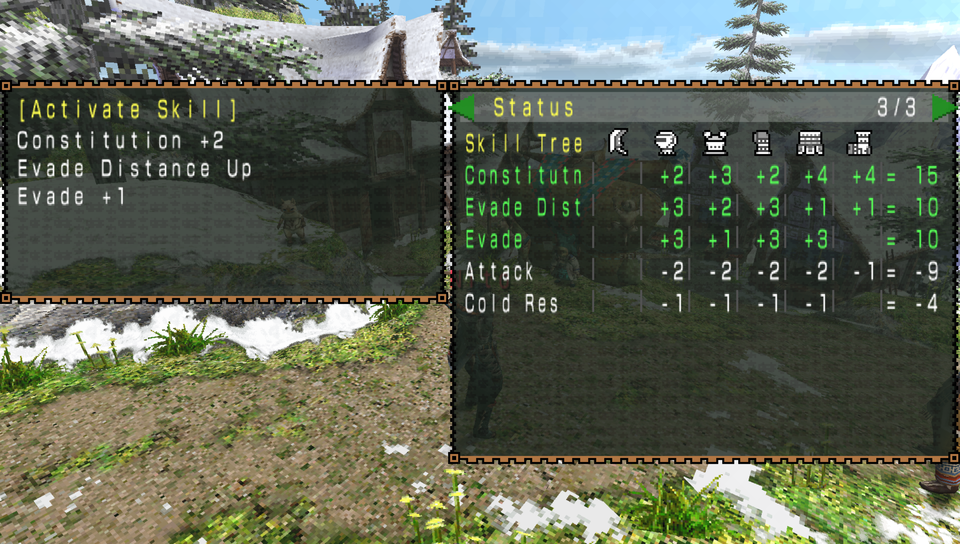 [Activate Skill]
Constitution +2
Evade Distance Up
Evade +1
Status 3/3
Skill Tree
Constitutn +2 +3 +2 +4 +4 = 15
Evade Dist +3 +2 +3 +1 +1 = 10
Evade +3 +1 +3 +3 = 10
Attack -2 -2 -2 -2 -1 = -9
Cold Res -1 -1 -1 -1 = -4